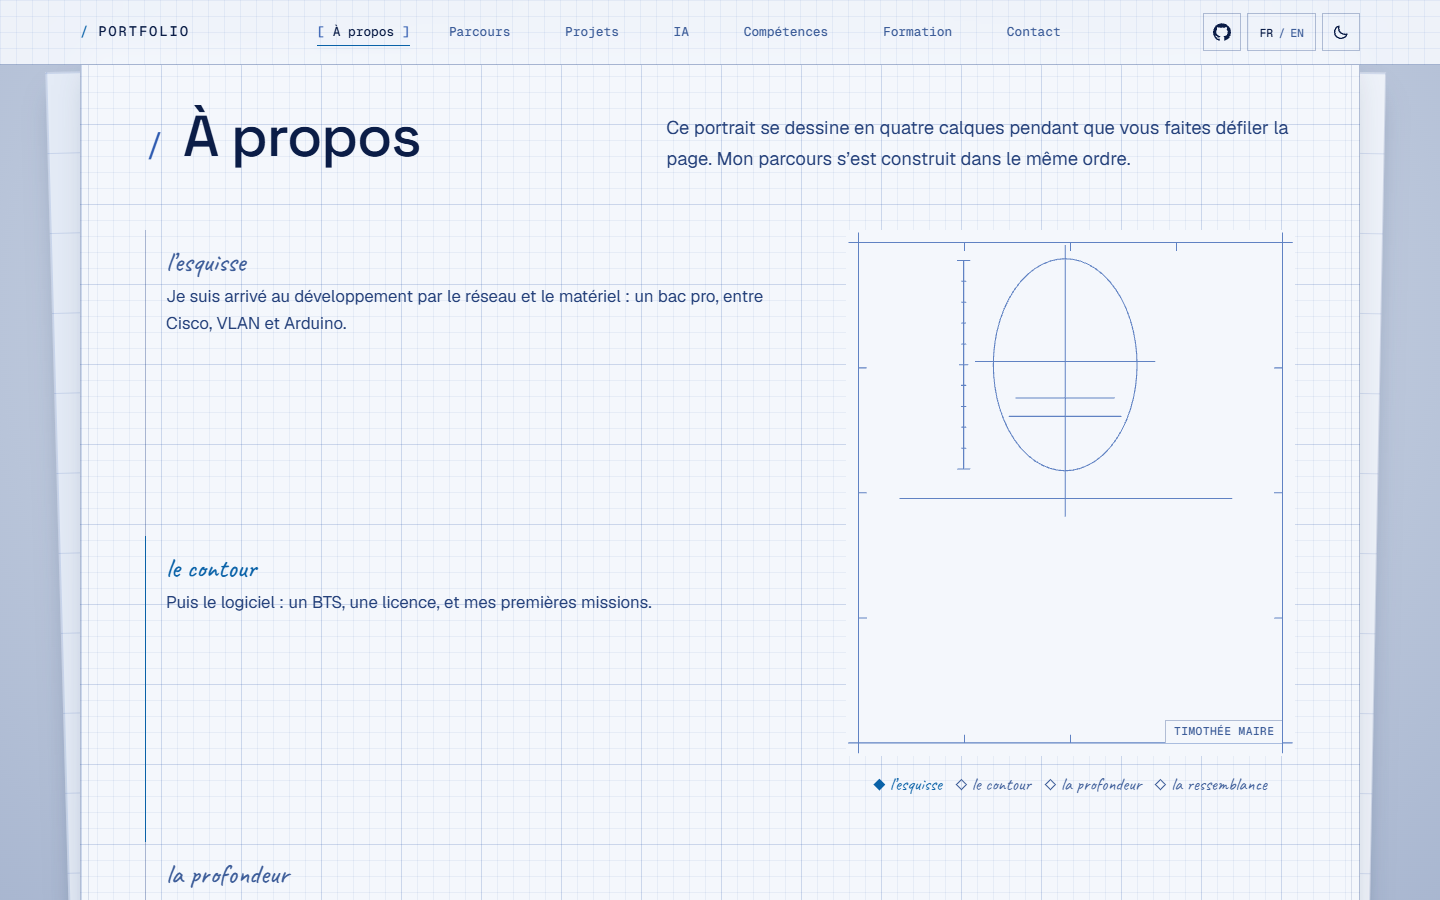 / PORTFOLIO
[ À propos ]
Parcours
Projets
IA
Compétences
Formation
Contact
FR / EN
/ À propos
Ce portrait se dessine en quatre calques pendant que vous faites défiler la
page. Mon parcours s’est construit dans le même ordre.
l’esquisse
Je suis arrivé au développement par le réseau et le matériel : un bac pro, entre
Cisco, VLAN et Arduino.
le contour
Puis le logiciel : un BTS, une licence, et mes premières missions.
la profondeur
TIMOTHÉE MAIRE
l’esquisse
le contour
la profondeur
la ressemblance